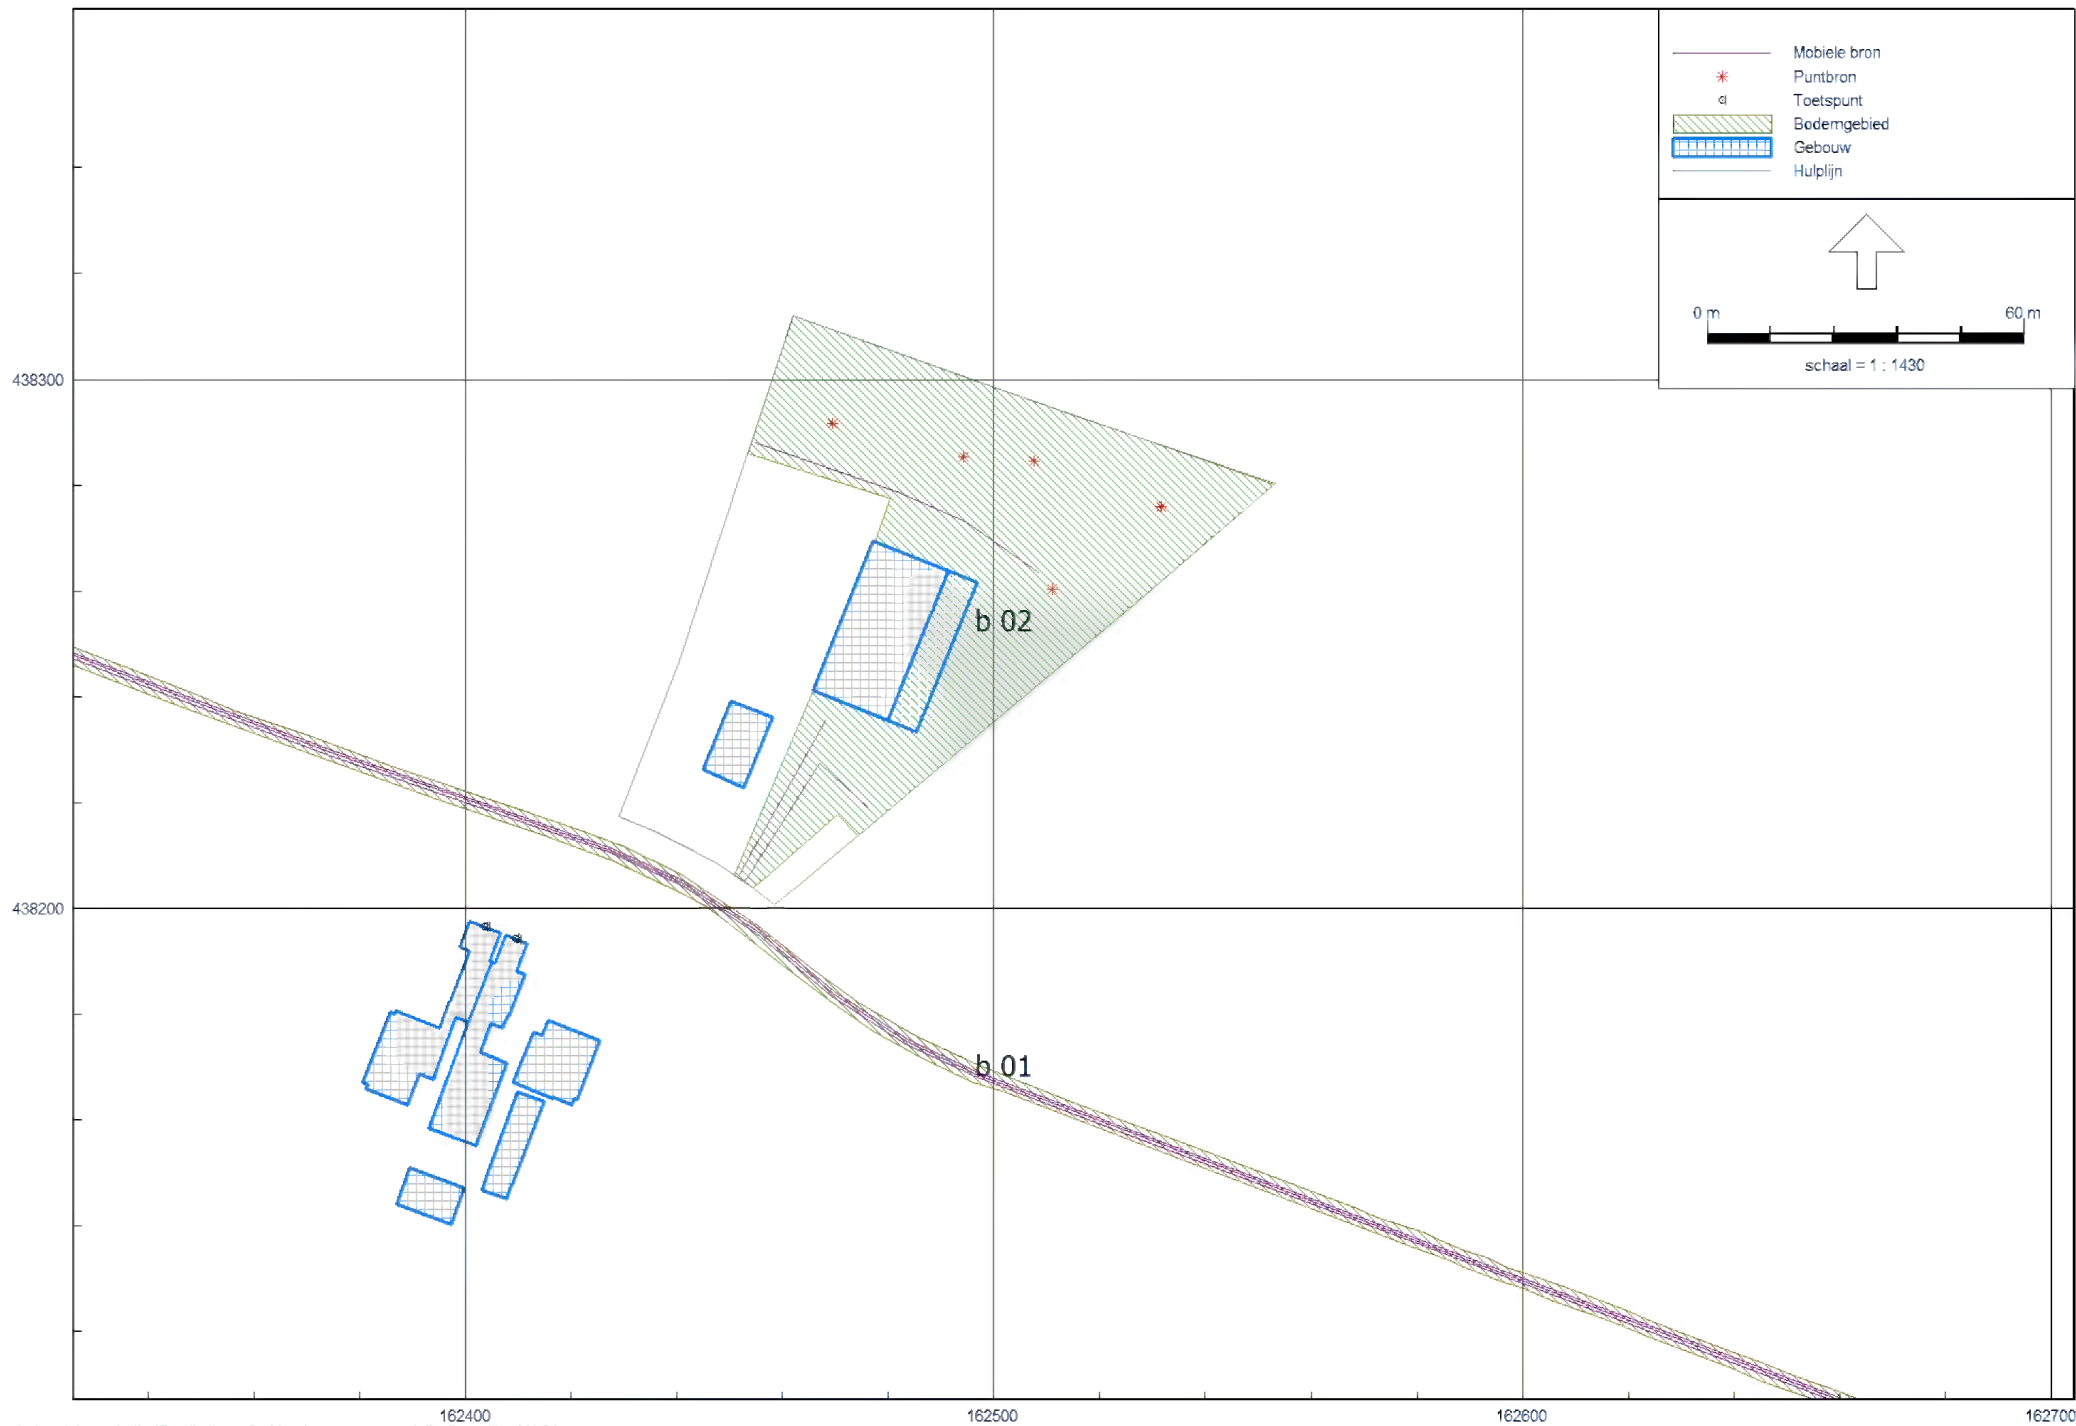 Mobiele bron
Puntbron
Toetspunt
Bodemgebied
Gebouw
Hulplijn
0 m 60 m
schaal = 1 : 1430
438300
b 02
438200
b 01
162400 162500 162600 162700